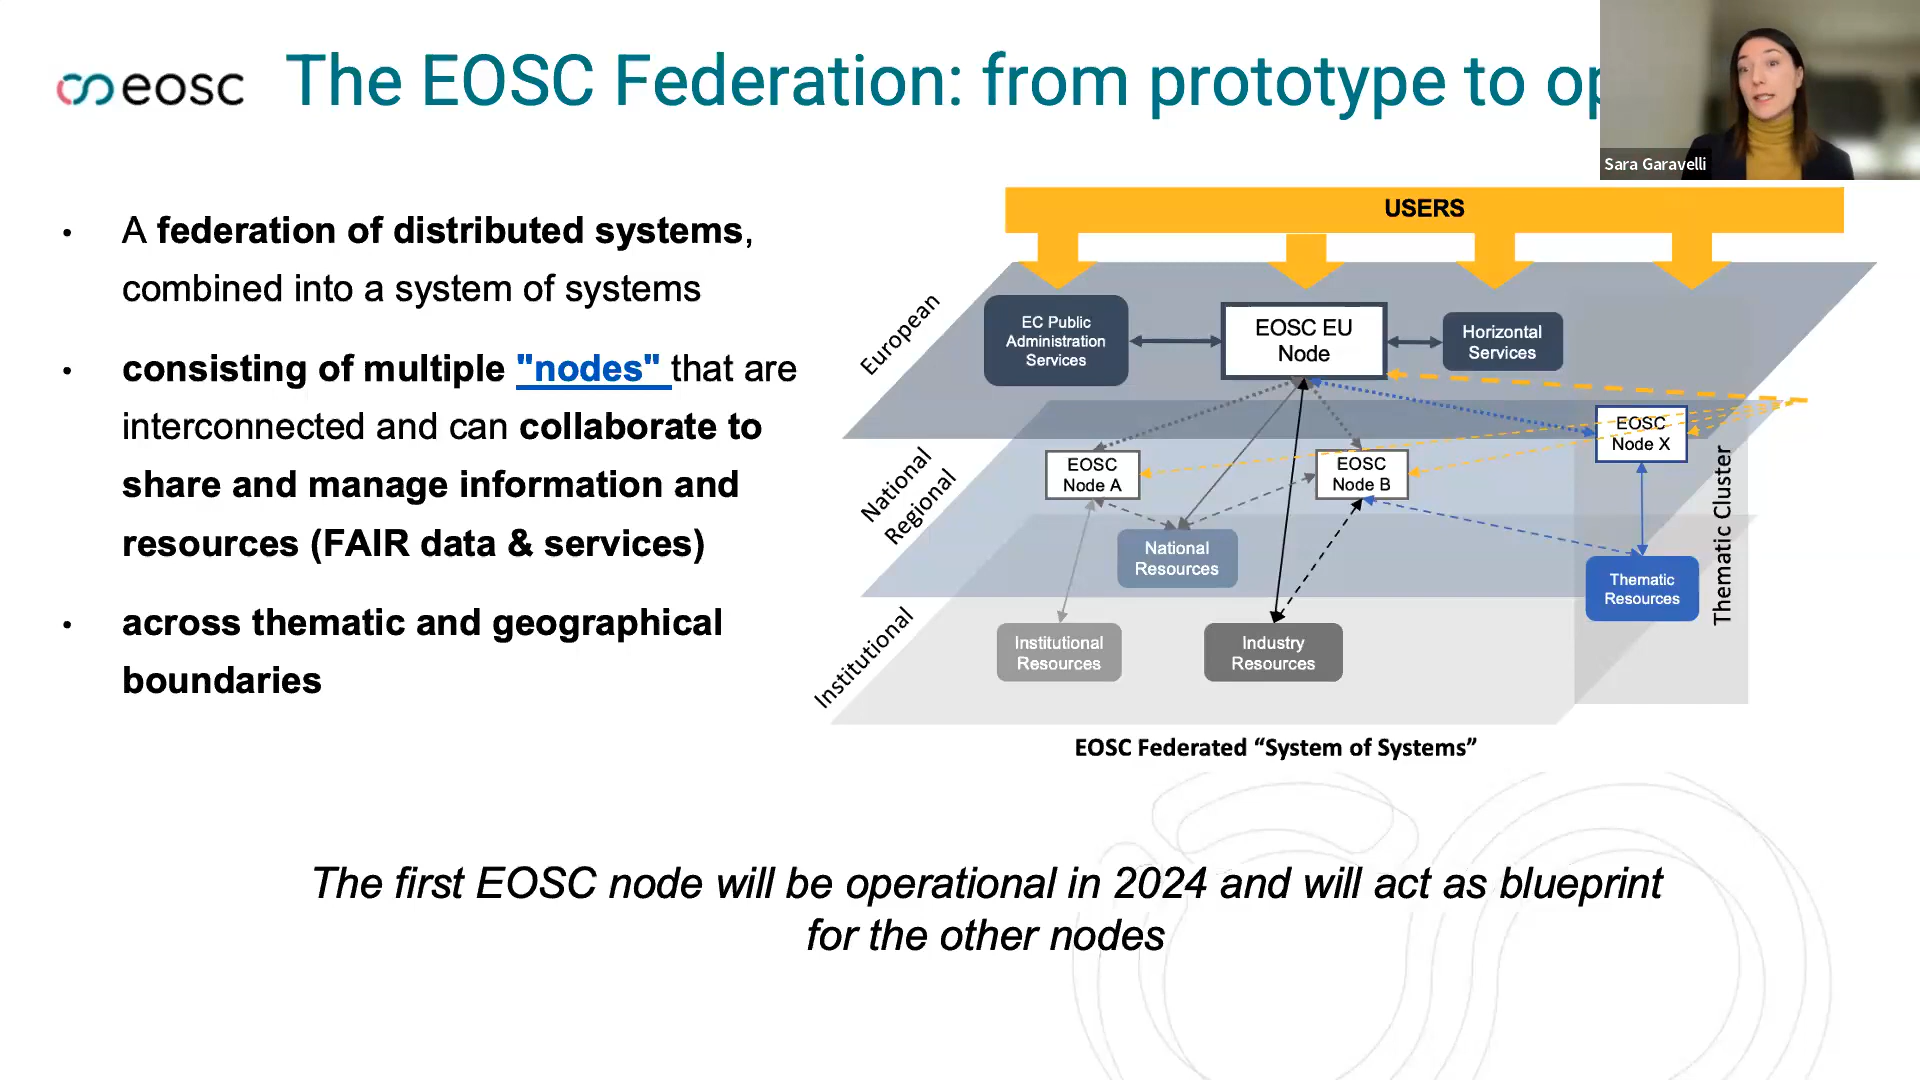 eosc
The EOSC Federation: from prototype to op
Sara Garavelli
• A federation of distributed systems,
combined into a system of systems
• consisting of multiple "nodes" that are
interconnected and can collaborate to
share and manage information and
resources (FAIR data & services)
• across thematic and geographical
boundaries
USERS
European
EC Public
Administration
Services
EOSC EU
Node
Horizontal
Services
National
Regional
EOSC
Node A
EOSC
Node B
EOSC
Node X
National
Resources
Thematic
Resources
Thematic Cluster
Institutional
Institutional
Resources
Industry
Resources
EOSC Federated “System of Systems”
The first EOSC node will be operational in 2024 and will act as blueprint
for the other nodes